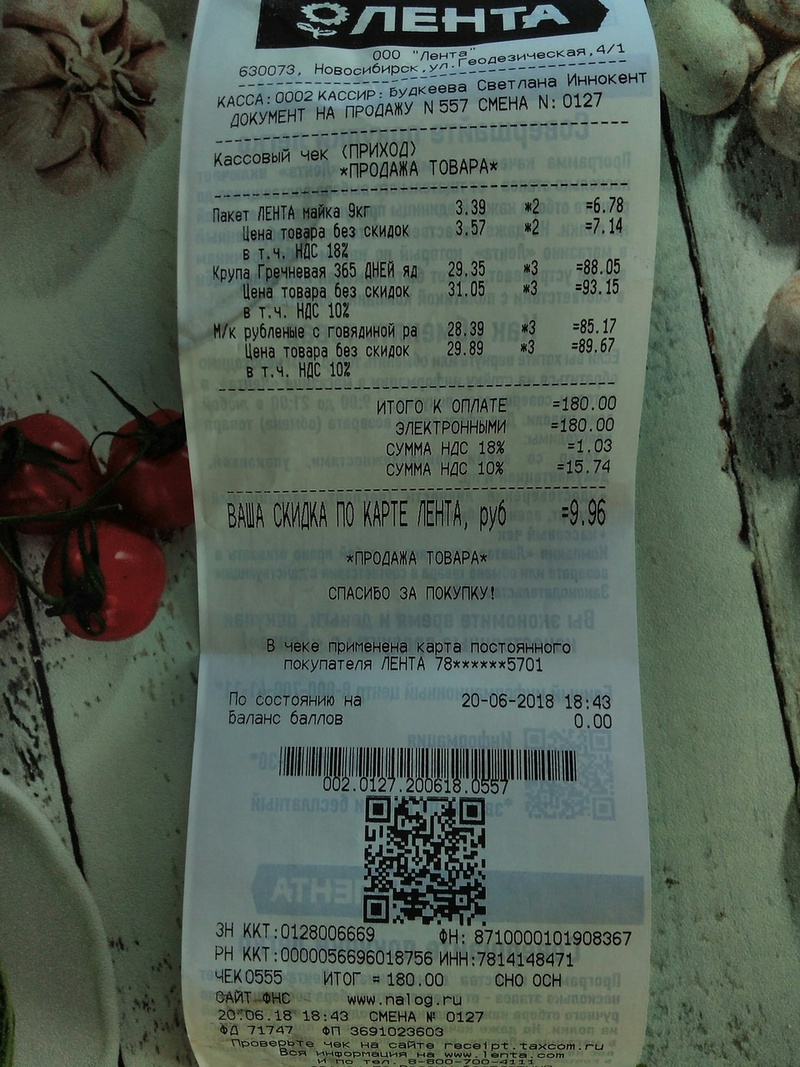 ЛЕНТА
ООО "Лента"
630073, Новосибирск, ул. Геодезическая, 4/1
КАССА:0002 КАССИР: Будкеева Светлана Иннокент
ДОКУМЕНТ НА ПРОДАЖУ N 557 СМЕНА N: 0127
Кассовый чек (ПРИХОД)
*ПРОДАЖА ТОВАРА*
Пакет ЛЕНТА майка 9кг 3.39 *2 =6.78
Цена товара без скидок 3.57 *2 =7.14
в т.ч. НДС 18%
Крупа Гречневая 365 ДНЕЙ яд 29.35 *3 =88.05
Цена товара без скидок 31.05 *3 =93.15
в т.ч. НДС 10%
М/к рубленые с говядиной ра 28.39 *3 =85.17
Цена товара без скидок 29.89 *3 =89.67
в т.ч. НДС 10%
ИТОГО К ОПЛАТЕ =180.00
ЭЛЕКТРОННЫМИ =180.00
СУММА НДС 18% =1.03
СУММА НДС 10% =15.74
ВАША СКИДКА ПО КАРТЕ ЛЕНТА, руб =9.96
*ПРОДАЖА ТОВАРА*
СПАСИБО ЗА ПОКУПКУ!
В чеке применена карта постоянного
покупателя ЛЕНТА 78******5701
По состоянию на 20-06-2018 18:43
баланс баллов 0.00
002.0127.200618.0557
ЗН ККТ:0128006669 ФН: 8710000101908367
РН ККТ:0000056696018756 ИНН:7814148471
ЧЕК 0555 ИТОГ = 180.00 СНО ОСН
САЙТ ФНС www.nalog.ru
20.06.18 18:43 СМЕНА № 0127
ФД 71747 ФП 3691023603
Проверьте чек на сайте receipt.taxcom.ru
Вся информация на www.lenta.com
и по тел. 8-800-700-4111